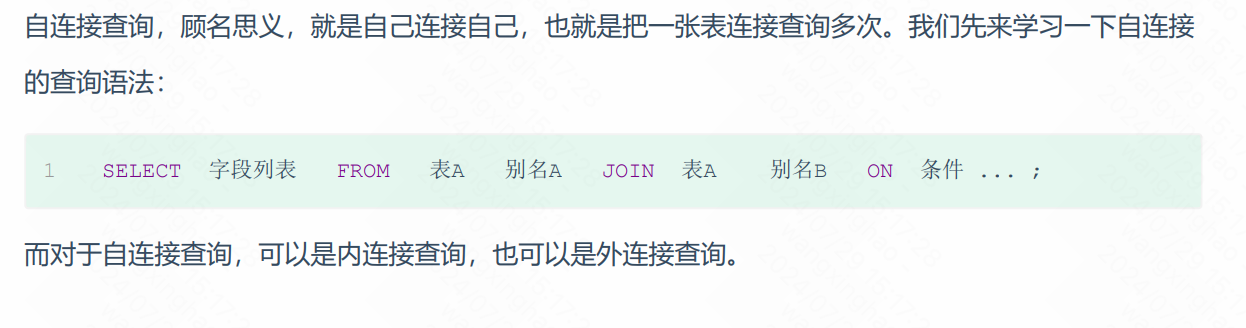 自连接查询，顾名思义，就是自己连接自己，也就是把一张表连接查询多次。我们先来学习一下自连接
的查询语法：
1 SELECT 字段列表 FROM 表A 别名A JOIN 表A 别名B ON 条件 ... ;
而对于自连接查询，可以是内连接查询，也可以是外连接查询。